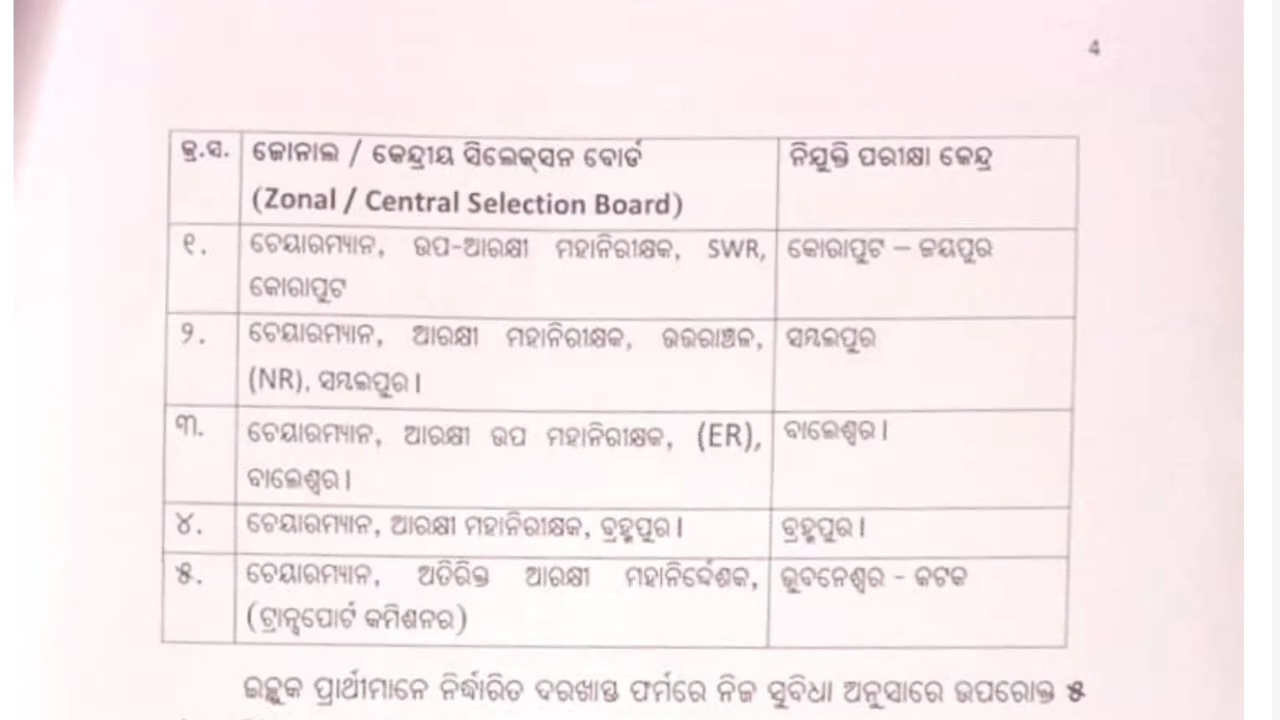 4
କ୍ର.ସ. ଜୋନାଲ / କେନ୍ଦ୍ରୀୟ ସିଲେକ୍ସନ ବୋର୍ଡ ନିଯୁକ୍ତି ପରୀକ୍ଷା କେନ୍ଦ୍ର
(Zonal / Central Selection Board)
୧. ଚେୟାରମ୍ୟାନ, ଉପ-ଆରକ୍ଷୀ ମହାନିରୀକ୍ଷକ, SWR, କୋରାପୁଟ – ଜୟପୁର
କୋରାପୁଟ
୨. ଚେୟାରମ୍ୟାନ, ଆରକ୍ଷୀ ମହାନିରୀକ୍ଷକ, ଉତ୍ତରାଞ୍ଚଳ, ସମ୍ବଲପୁର
(NR), ସମ୍ବଲପୁର।
୩. ଚେୟାରମ୍ୟାନ, ଆରକ୍ଷୀ ଉପ ମହାନିରୀକ୍ଷକ, (ER), ବାଲେଶ୍ଵର।
ବାଲେଶ୍ଵର।
୪. ଚେୟାରମ୍ୟାନ, ଆରକ୍ଷୀ ମହାନିରୀକ୍ଷକ, ବ୍ରହ୍ମପୁର। ବ୍ରହ୍ମପୁର।
୫. ଚେୟାରମ୍ୟାନ, ଅତିରିକ୍ତ ଆରକ୍ଷୀ ମହାନିର୍ଦ୍ଦେଶକ, ଭୁବନେଶ୍ଵର - କଟକ
(ଟ୍ରାନ୍ସପୋର୍ଟ କମିଶନର)
ଇଚ୍ଛୁକ ପ୍ରାର୍ଥୀମାନେ ନିର୍ଦ୍ଧାରିତ ଦରଖାସ୍ତ ଫର୍ମରେ ନିଜ ସୁବିଧା ଅନୁସାରେ ଉପରୋକ୍ତ ୫